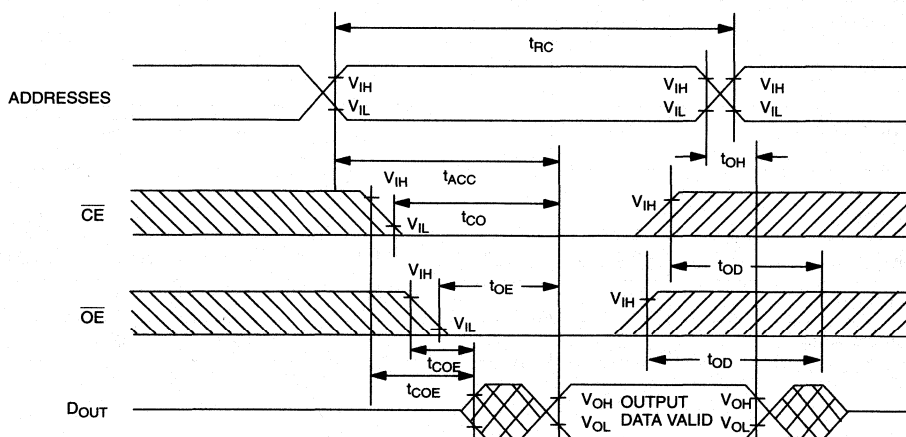 tRC
ADDRESSES
VIH
VIL
VIH
VIL
VIH
VIL
tOH
tACC
CE
VIH
VIL
tCO
VIH
tOD
OE
VIH
VIL
tOE
VIH
tOD
tCOE
tCOE
DOUT
VOH OUTPUT VOH
VOL DATA VALID VOL